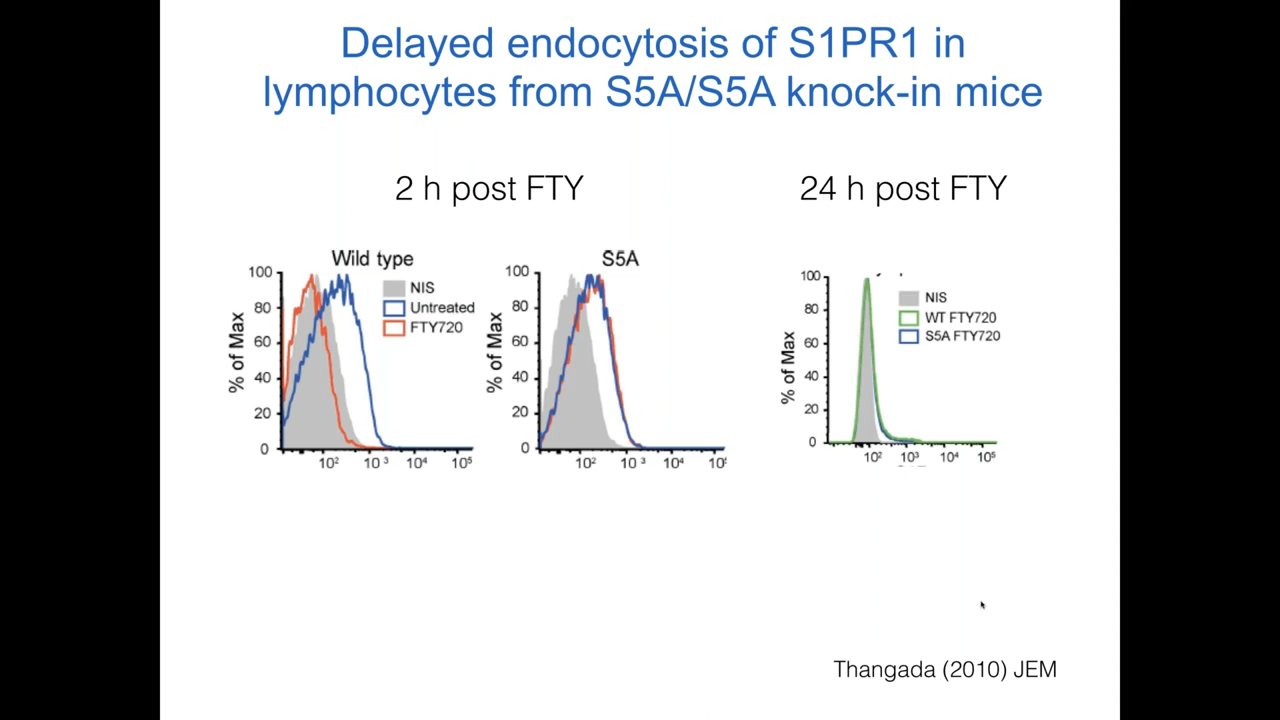 Delayed endocytosis of S1PR1 in
lymphocytes from S5A/S5A knock-in mice
2 h post FTY
24 h post FTY
Wild type
% of Max
100
80
60
40
20
0
10² 10³ 10⁴ 10⁵
NIS
Untreated
FTY720
S5A
% of Max
100
80
60
40
20
0
10² 10³ 10⁴
% of Max
100
80
60
40
20
0
10² 10³ 10⁴ 10⁵
NIS
WT FTY720
S5A FTY720
Thangada (2010) JEM